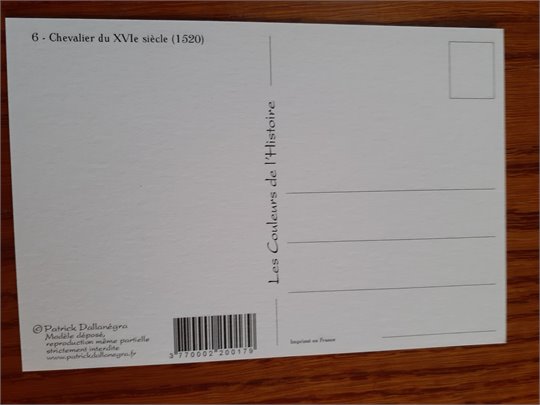 6 - Chevalier du XVIe siècle (1520)
Les Couleurs de l'Histoire
© Patrick Dallanégra
Modèle déposé,
reproduction même partielle
strictement interdite
www.patrickdallanegra.fr
3 770002 200179
Imprimé en France